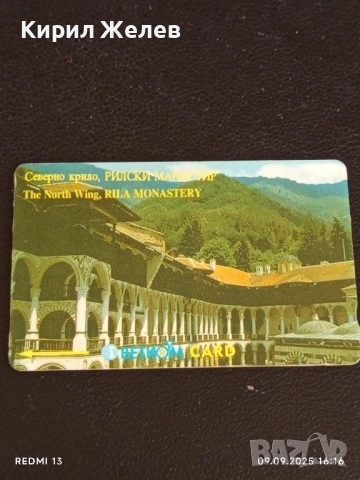 Кирил Желев
Северно крило, РИЛСКИ МАНАСТИР
The North Wing, RILA MONASTERY
BETKOM CARD
REDMI 13
09.09.2025 16:16
BAZAR